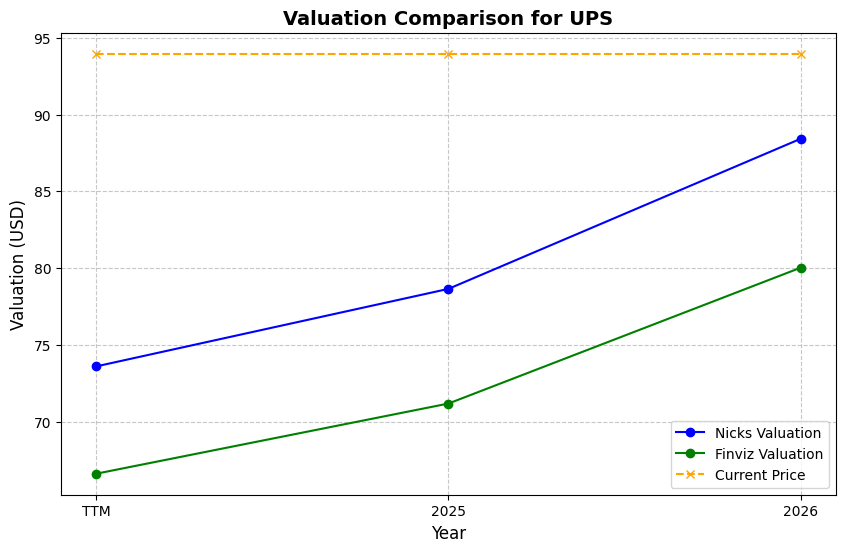 Valuation Comparison for UPS
95
90
85
80
75
70
Valuation (USD)
TTM
2025
2026
Year
Nicks Valuation
Finviz Valuation
Current Price